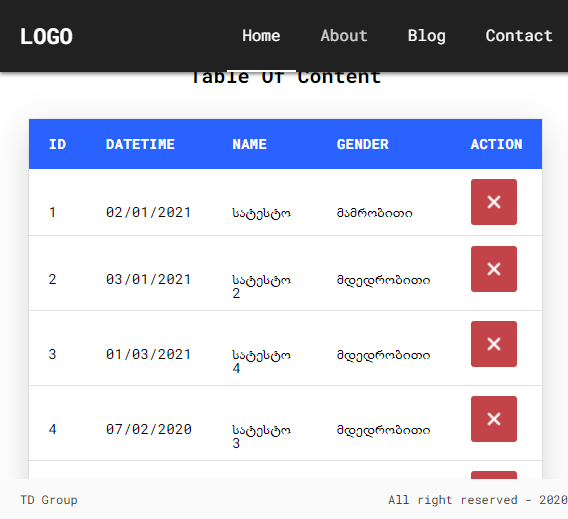 LOGO Home About Blog Contact
Table Of Content
ID DATETIME NAME GENDER ACTION
1 02/01/2021 სატესტო მამრობითი
2 03/01/2021 სატესტო მდედრობითი
2
3 01/03/2021 სატესტო მდედრობითი
4
4 07/02/2020 სატესტო მდედრობითი
3
TD Group All right reserved - 2020